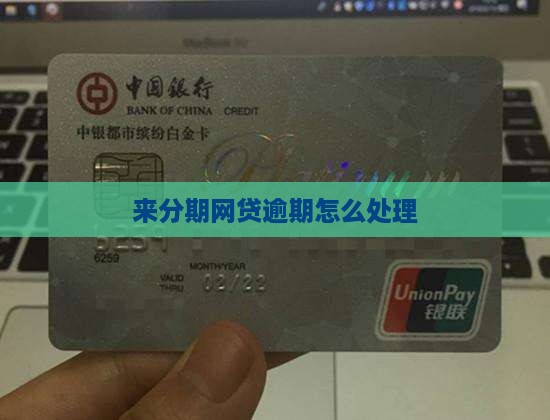 中国银行
BANK OF CHINA CREDIT
中银都市缤纷白金卡
Platinum
来分期网贷逾期怎么处理
6259
6259
MONTH/YEAR
VALID
THRU
02/22
UnionPay
银联